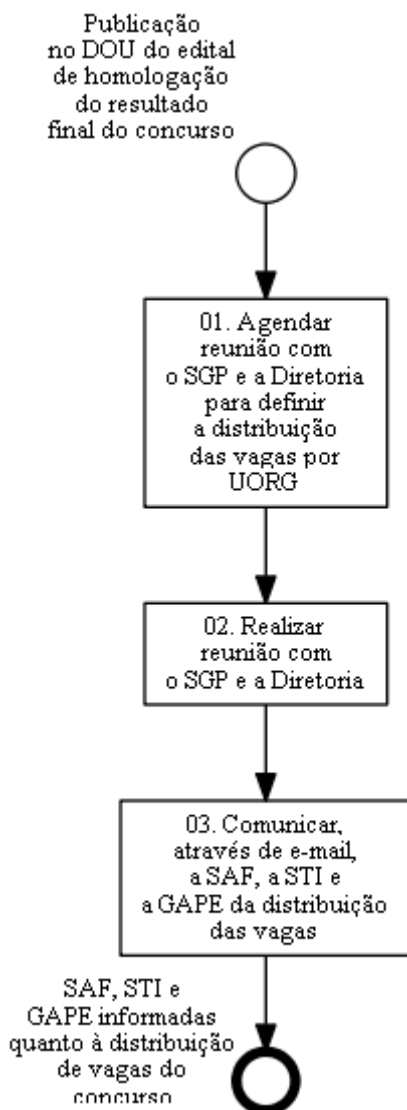 Publicação
no DOU do edital
de homologação
do resultado
final do concurso
01. Agendar
reunião com
o SGP e a Diretoria
para definir
a distribuição
das vagas por
UORG
02. Realizar
reunião com
o SGP e a Diretoria
03. Comunicar,
através de e-mail,
a SAF, a STI e
a GAPE da distribuição
das vagas
SAF, STI e
GAPE informadas
quanto à distribuição
de vagas do
concurso